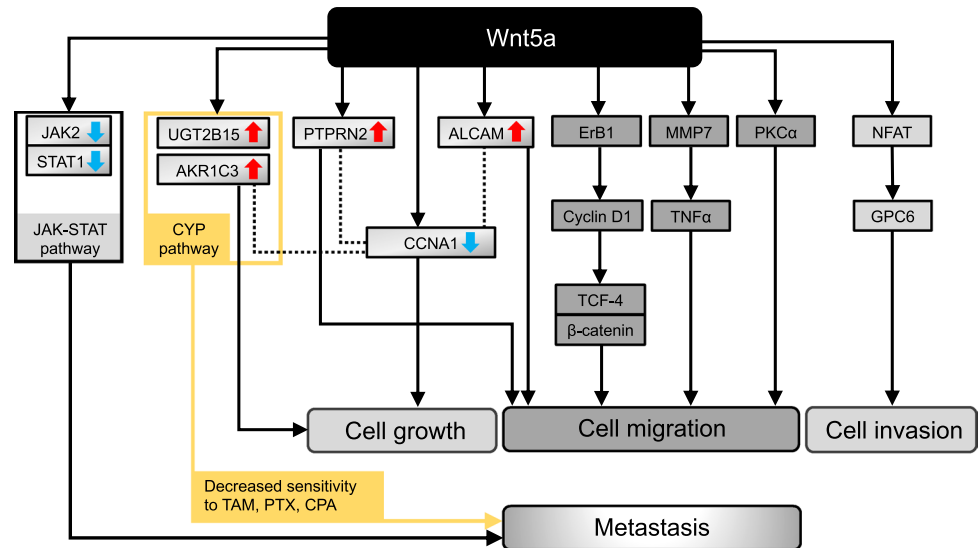 Wnt5a
JAK2
STAT1
JAK-STAT
pathway
UGT2B15
AKR1C3
CYP
pathway
PTPRN2
ALCAM
CCNA1
ErB1
Cyclin D1
TCF-4
β-catenin
MMP7
TNFα
PKCα
NFAT
GPC6
Cell growth
Cell migration
Cell invasion
Decreased sensitivity
to TAM, PTX, CPA
Metastasis